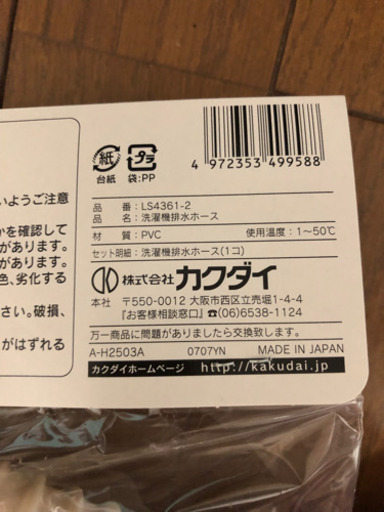 紙
台紙
プラ
袋:PP
4 972353 499588
いようご注意
かを確認して
があります。
があります。
色、劣化する
さい。破損、
がはずれる
品 番:LS4361-2
品 名:洗濯機排水ホース
材 質:PVC 使用温度:1~50℃
セット明細:洗濯機排水ホース(1コ)
株式会社カクダイ
〒550-0012 大阪市西区立売堀1-4-4
『お客様相談窓口』☎(06)6538-1124
万一商品に問題がありましたら交換致します。
A-H2503A 0707YN MADE IN JAPAN
カクダイホームページ http://kakudai.jp